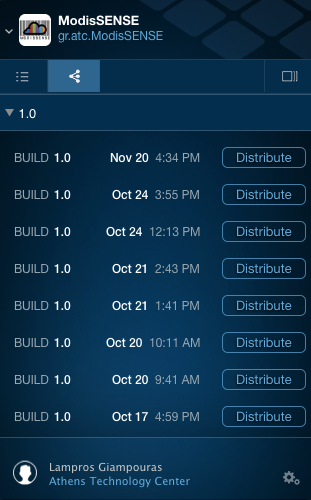 ModisSENSE
gr.atc.ModisSENSE
MODISSENSE
1.0
BUILD 1.0 Nov 20 4:34 PM Distribute
BUILD 1.0 Oct 24 3:55 PM Distribute
BUILD 1.0 Oct 24 12:13 PM Distribute
BUILD 1.0 Oct 21 2:43 PM Distribute
BUILD 1.0 Oct 21 1:41 PM Distribute
BUILD 1.0 Oct 20 10:11 AM Distribute
BUILD 1.0 Oct 20 9:41 AM Distribute
BUILD 1.0 Oct 17 4:59 PM Distribute
Lampros Giampouras
Athens Technology Center